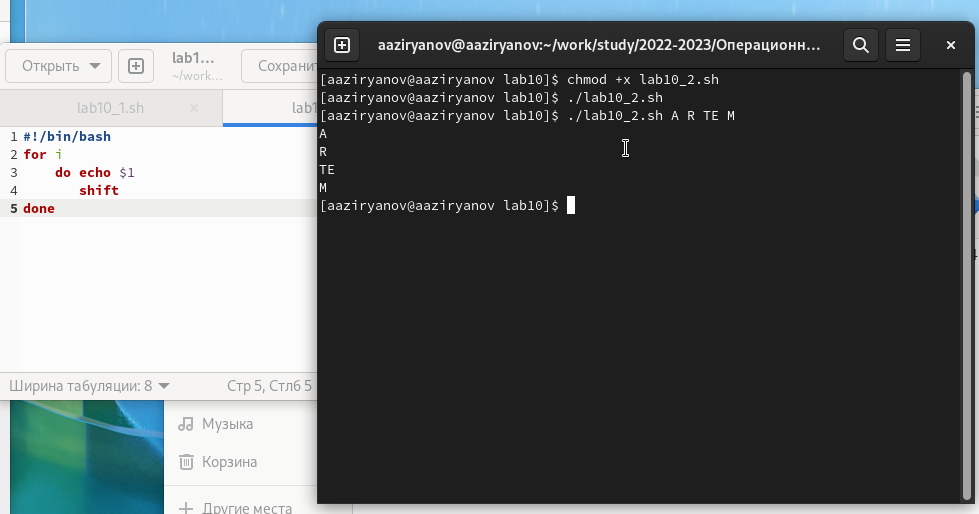 Открыть
lab1...
~/work...
Сохранит
lab10_1.sh
lab1
1 #!/bin/bash
2 for i
3     do echo $1
4        shift
5 done
Ширина табуляции: 8
Стр 5, Стлб 5
Музыка
Корзина
Другие места
aaziryanov@aaziryanov:~/work/study/2022-2023/Операционн...
[aaziryanov@aaziryanov lab10]$ chmod +x lab10_2.sh
[aaziryanov@aaziryanov lab10]$ ./lab10_2.sh
[aaziryanov@aaziryanov lab10]$ ./lab10_2.sh A R TE M
A
R
TE
M
[aaziryanov@aaziryanov lab10]$